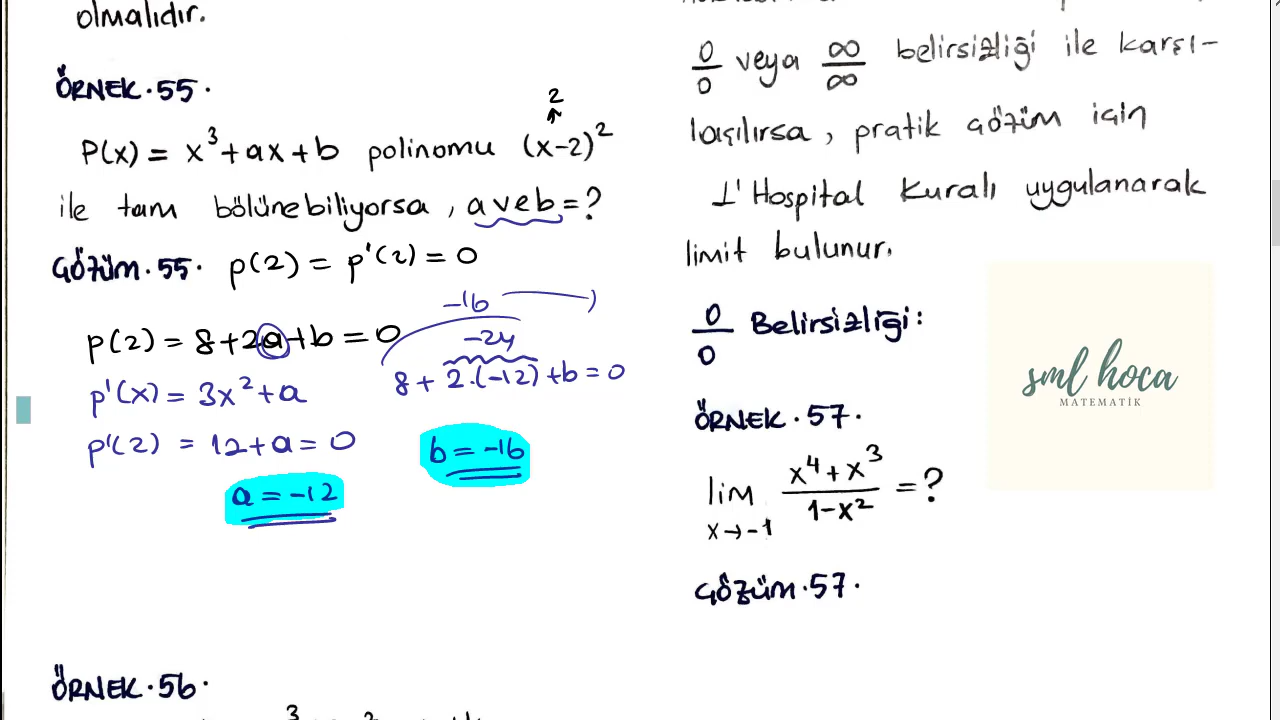 olmalıdır.
ÖRNEK.55.
2
P(x) = x³+ax+b polinomu (x-2)²
ile tam bölünebiliyorsa, a ve b=?
ÇÖZÜM.55. p(2) = p'(2) = 0
-16
p(2) = 8+2a+b = 0
-24
8 + 2.(-12) + b = 0
p'(x) = 3x²+a
p'(2) = 12+a = 0
b = -16
a = -12
ÖRNEK.56.
0/0 veya ∞/∞ belirsizliği ile karşı-
laşılırsa, pratik çözüm için
L'Hospital Kuralı uygulanarak
limit bulunur.
0/0 Belirsizliği:
ÖRNEK.57.
lim x→-1 x⁴+x³/1-x² = ?
ÇÖZÜM.57.
sml hoca
MATEMATİK